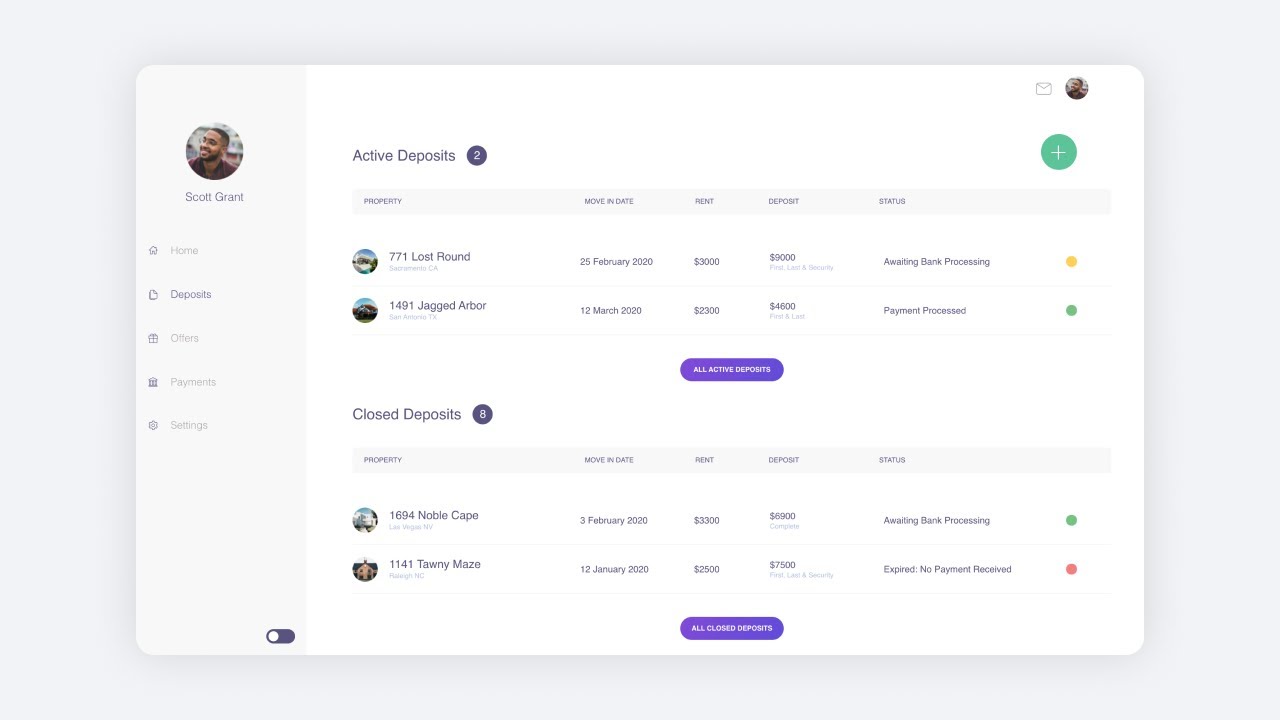 Scott Grant
Home
Deposits
Offers
Payments
Settings
Active Deposits 2
PROPERTY MOVE IN DATE RENT DEPOSIT STATUS
771 Lost Round
Sacramento CA
25 February 2020
$3000
$9000
First, Last & Security
Awaiting Bank Processing
1491 Jagged Arbor
San Antonio TX
12 March 2020
$2300
$4600
First & Last
Payment Processed
ALL ACTIVE DEPOSITS
Closed Deposits 8
PROPERTY MOVE IN DATE RENT DEPOSIT STATUS
1694 Noble Cape
Las Vegas NV
3 February 2020
$3300
$6900
Complete
Awaiting Bank Processing
1141 Tawny Maze
Raleigh NC
12 January 2020
$2500
$7500
First, Last & Security
Expired: No Payment Received
ALL CLOSED DEPOSITS